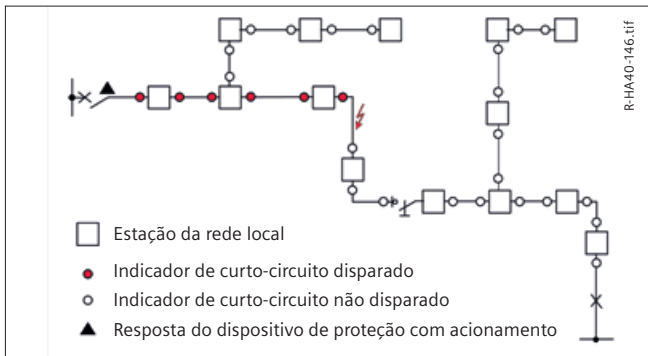 R-HA40-146.tif
Estação da rede local
Indicador de curto-circuito disparado
Indicador de curto-circuito não disparado
Resposta do dispositivo de proteção com acionamento